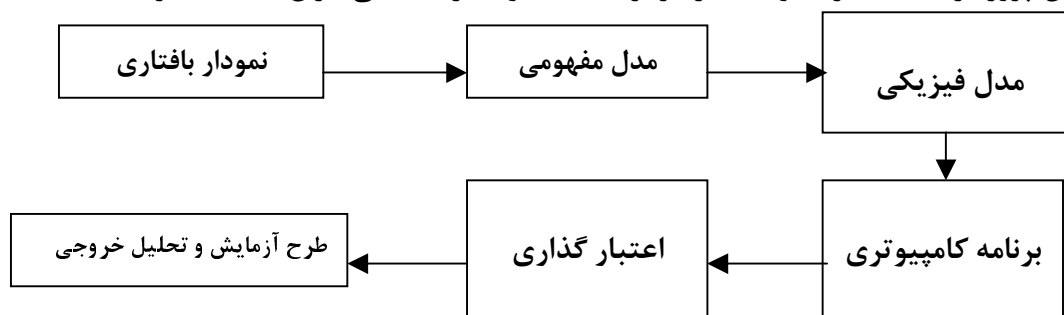 نمودار بافتاری
مدل مفهومی
مدل فیزیکی
برنامه کامپیوتری
اعتبار گذاری
طرح آزمایش و تحلیل خروجی